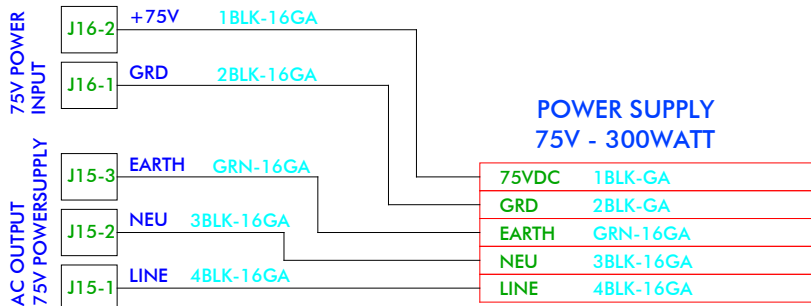 75V POWER
INPUT
J16-2 +75V 1BLK-16GA
J16-1 GRD 2BLK-16GA
AC OUTPUT
75V POWERSUPPLY
J15-3 EARTH GRN-16GA
J15-2 NEU 3BLK-16GA
J15-1 LINE 4BLK-16GA
POWER SUPPLY
75V - 300WATT
75VDC 1BLK-GA
GRD 2BLK-GA
EARTH GRN-16GA
NEU 3BLK-16GA
LINE 4BLK-16GA